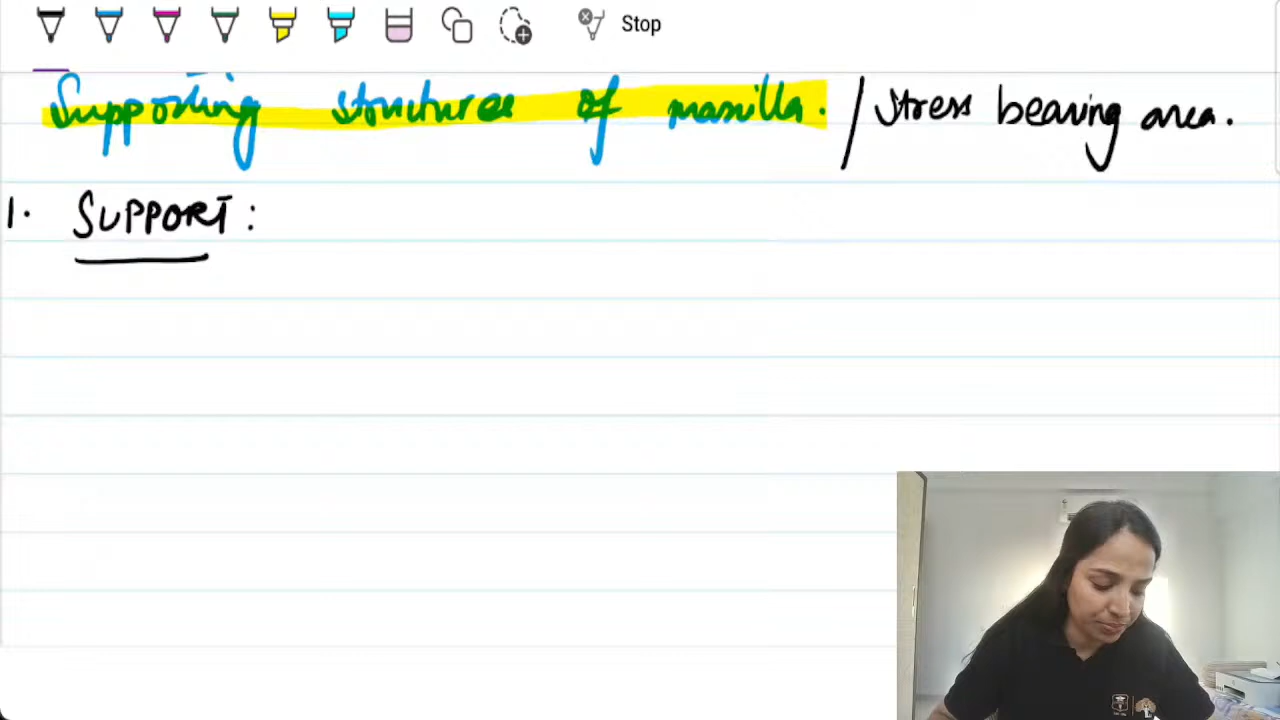 Stop
Supporting structures of maxilla. / Stress bearing area.
1. SUPPORT: